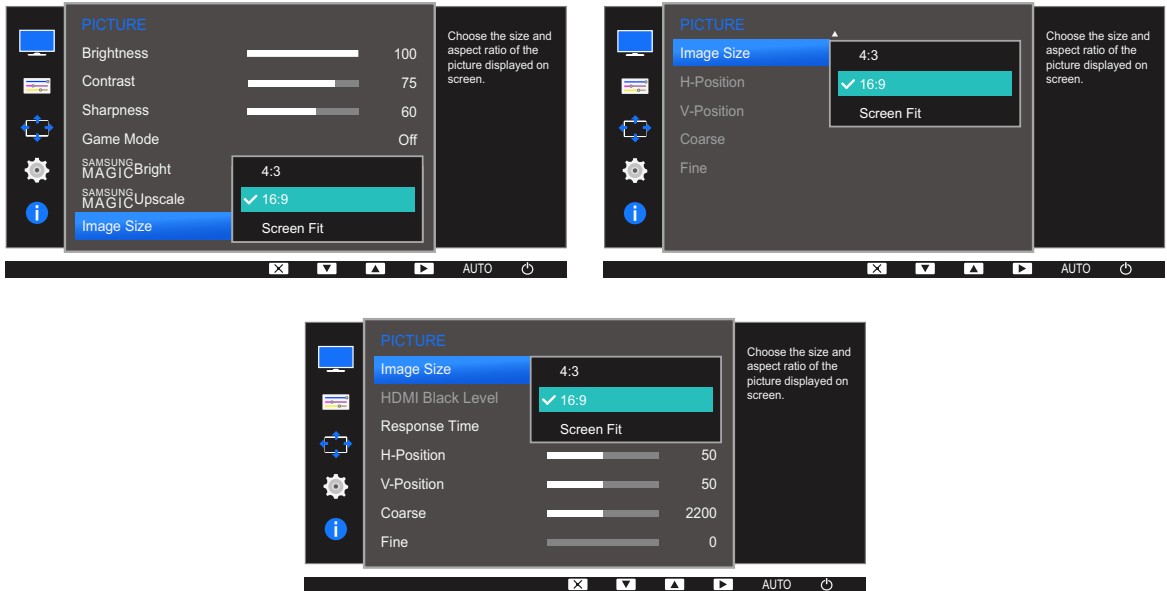 PICTURE
Brightness 100
Contrast 75
Sharpness 60
Game Mode Off
SAMSUNG
MAGICBright
SAMSUNG
MAGICUpscale
Image Size
4:3
16:9
Screen Fit
Choose the size and
aspect ratio of the
picture displayed on
screen.
AUTO
PICTURE
Image Size
H-Position
V-Position
Coarse
Fine
4:3
16:9
Screen Fit
Choose the size and
aspect ratio of the
picture displayed on
screen.
AUTO
PICTURE
Image Size
HDMI Black Level
Response Time
4:3
16:9
Screen Fit
H-Position 50
V-Position 50
Coarse 2200
Fine 0
Choose the size and
aspect ratio of the
picture displayed on
screen.
AUTO